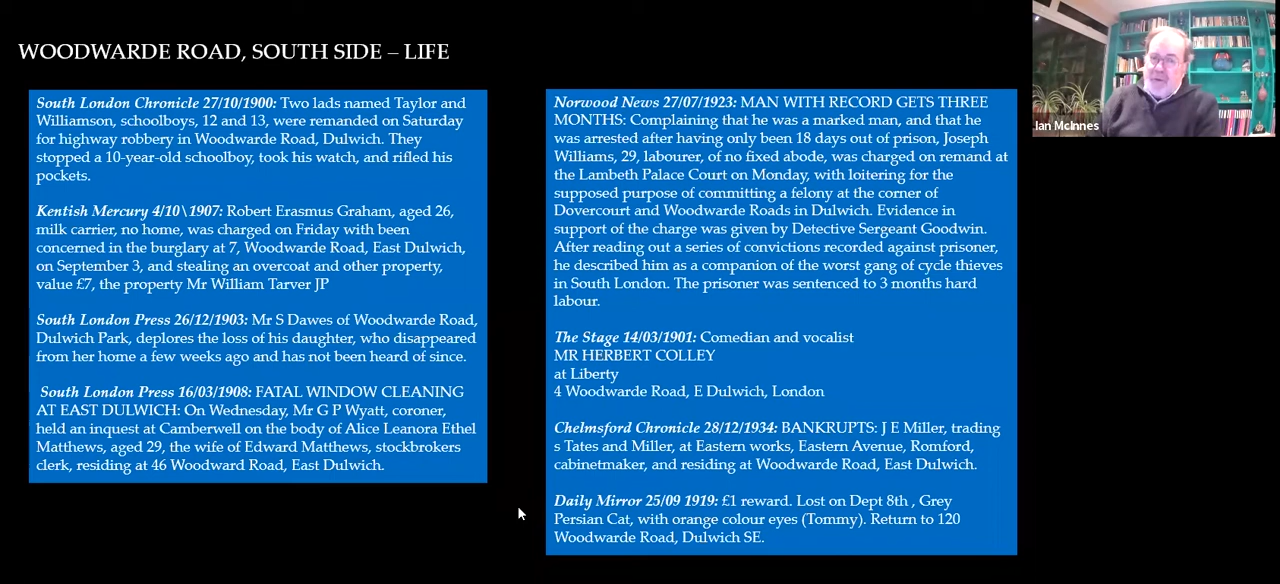 WOODWARDE ROAD, SOUTH SIDE – LIFE
South London Chronicle 27/10/1900: Two lads named Taylor and
Williamson, schoolboys, 12 and 13, were remanded on Saturday
for highway robbery in Woodwarde Road, Dulwich. They
stopped a 10-year-old schoolboy, took his watch, and rifled his
pockets.
Kentish Mercury 4/10\1907: Robert Erasmus Graham, aged 26,
milk carrier, no home, was charged on Friday with been
concerned in the burglary at 7, Woodwarde Road, East Dulwich,
on September 3, and stealing an overcoat and other property,
value £7, the property Mr William Tarver JP
South London Press 26/12/1903: Mr S Dawes of Woodwarde Road,
Dulwich Park, deplores the loss of his daughter, who disappeared
from her home a few weeks ago and has not been heard of since.
South London Press 16/03/1908: FATAL WINDOW CLEANING
AT EAST DULWICH: On Wednesday, Mr G P Wyatt, coroner,
held an inquest at Camberwell on the body of Alice Leanora Ethel
Matthews, aged 29, the wife of Edward Matthews, stockbrokers
clerk, residing at 46 Woodward Road, East Dulwich.
Norwood News 27/07/1923: MAN WITH RECORD GETS THREE
MONTHS: Complaining that he was a marked man, and that he
was arrested after having only been 18 days out of prison, Joseph
Williams, 29, labourer, of no fixed abode, was charged on remand at
the Lambeth Palace Court on Monday, with loitering for the
supposed purpose of committing a felony at the corner of
Dovercourt and Woodwarde Roads in Dulwich. Evidence in
support of the charge was given by Detective Sergeant Goodwin.
After reading out a series of convictions recorded against prisoner,
he described him as a companion of the worst gang of cycle thieves
in South London. The prisoner was sentenced to 3 months hard
labour.
The Stage 14/03/1901: Comedian and vocalist
MR HERBERT COLLEY
at Liberty
4 Woodwarde Road, E Dulwich, London
Chelmsford Chronicle 28/12/1934: BANKRUPTS: J E Miller, trading
s Tates and Miller, at Eastern works, Eastern Avenue, Romford,
cabinetmaker, and residing at Woodwarde Road, East Dulwich.
Daily Mirror 25/09 1919: £1 reward. Lost on Dept 8th , Grey
Persian Cat, with orange colour eyes (Tommy). Return to 120
Woodwarde Road, Dulwich SE.
Ian McInnes